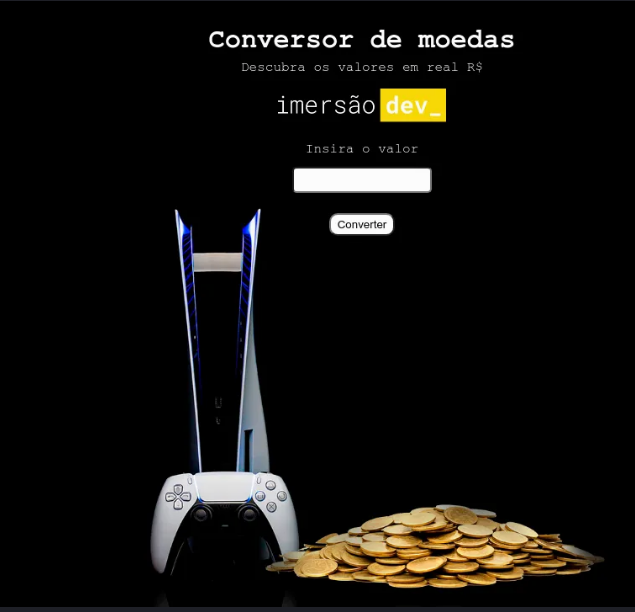 Conversor de moedas
Descubra os valores em real R$
imersão dev_
Insira o valor
Converter